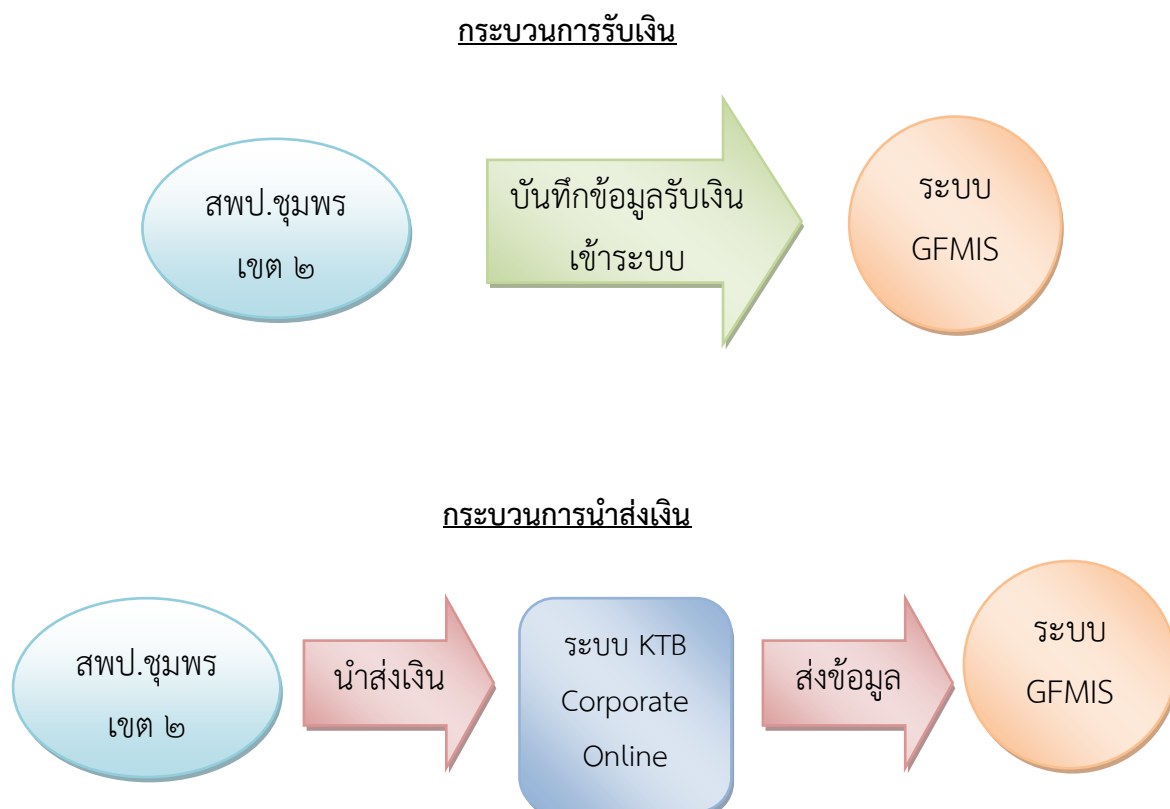 กระบวนการรับเงิน
สพป.ชุมพร
เขต ๒
บันทึกข้อมูลรับเงิน
เข้าระบบ
ระบบ
GFMIS
กระบวนการนำส่งเงิน
สพป.ชุมพร
เขต ๒
นำส่งเงิน
ระบบ KTB
Corporate
Online
ส่งข้อมูล
ระบบ
GFMIS